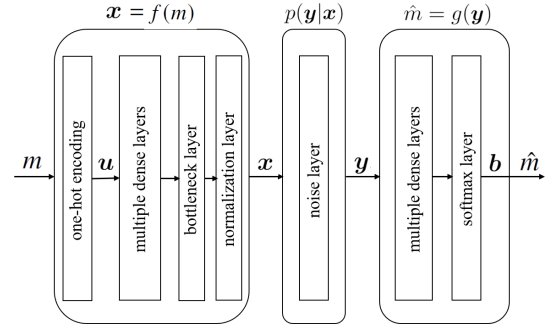 𝒙 = f(m)
p(𝒚|𝒙)
m̂ = g(𝒚)
m
one-hot encoding
𝒖
multiple dense layers
bottleneck layer
normalization layer
𝒙
noise layer
𝒚
multiple dense layers
softmax layer
𝒃
m̂